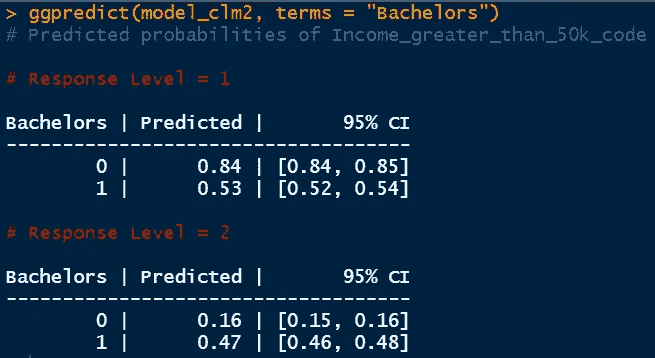 > ggpredict(model_clm2, terms = "Bachelors")
# Predicted probabilities of Income_greater_than_50k_code
# Response Level = 1
Bachelors | Predicted |       95% CI
------------------------------------
        0 |      0.84 | [0.84, 0.85]
        1 |      0.53 | [0.52, 0.54]
# Response Level = 2
Bachelors | Predicted |       95% CI
------------------------------------
        0 |      0.16 | [0.15, 0.16]
        1 |      0.47 | [0.46, 0.48]